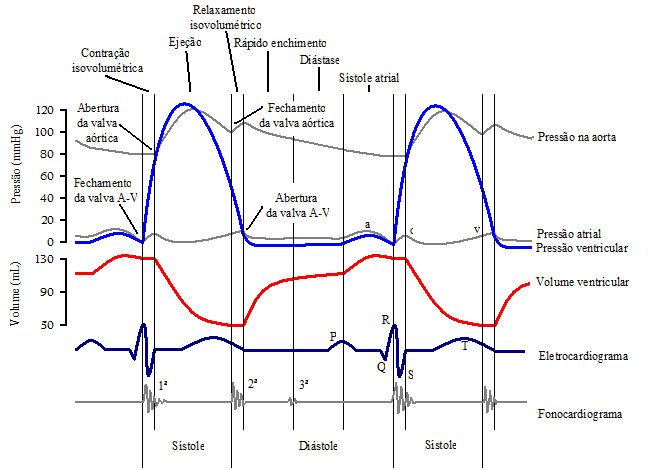 Relaxamento
isovolumétrico
Ejeção
Rápido enchimento
Contração
isovolumétrica
Diástase
Sístole atrial
120
100
80
60
40
20
0
Pressão (mmHg)
Abertura
da valva
aórtica
Fechamento
da valva aórtica
Pressão na aorta
Fechamento
da valva A-V
Abertura
da valva A-V
a
c
v
Pressão atrial
Pressão ventricular
130
90
50
Volume (mL)
Volume ventricular
R
P
Q
S
T
Eletrocardiograma
1ª
2ª
3ª
Fonocardiograma
Sístole
Diástole
Sístole